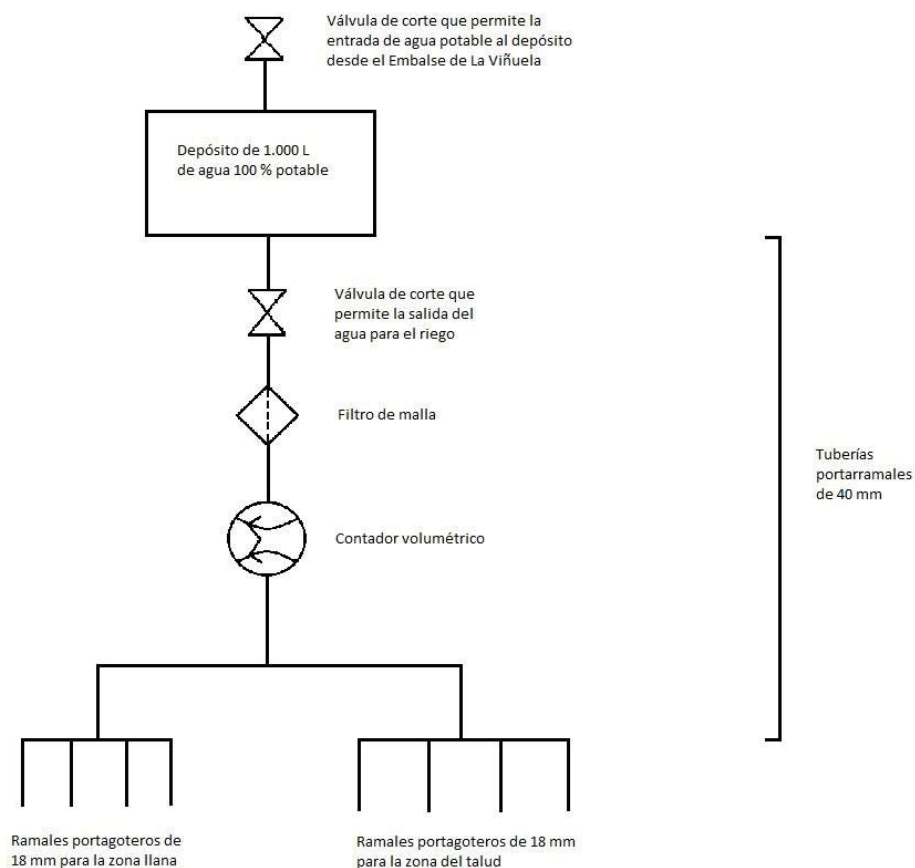 Válvula de corte que permite la
entrada de agua potable al depósito
desde el Embalse de La Viñuela
Depósito de 1.000 L
de agua 100 % potable
Válvula de corte que
permite la salida del
agua para el riego
Filtro de malla
Tuberías
portarramales
de 40 mm
Contador volumétrico
Ramales portagoteros de
18 mm para la zona llana
Ramales portagoteros de 18 mm
para la zona del talud